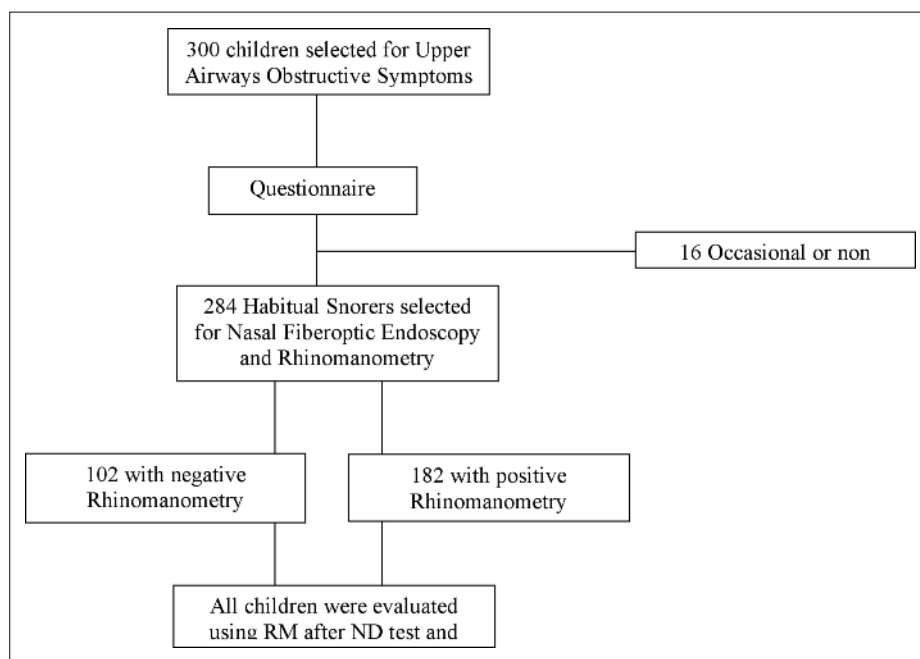 300 children selected for Upper
Airways Obstructive Symptoms
Questionnaire
16 Occasional or non
284 Habitual Snorers selected
for Nasal Fiberoptic Endoscopy
and Rhinomanometry
102 with negative
Rhinomanometry
182 with positive
Rhinomanometry
All children were evaluated
using RM after ND test and